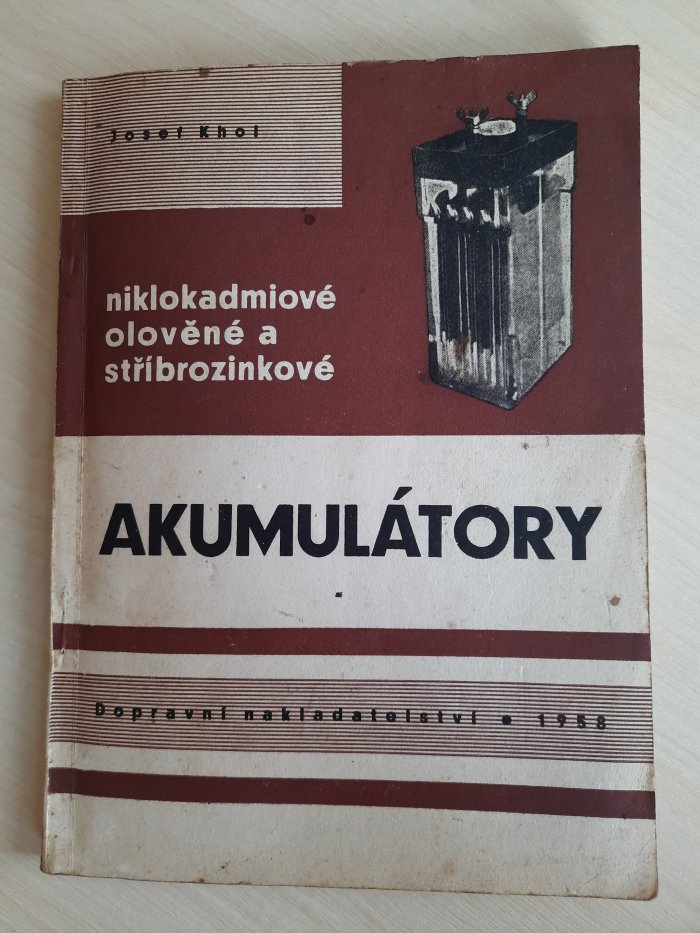 Josef Khol
niklokadmiové
olověné a
stříbrozinkové
AKUMULÁTORY
Dopravní nakladatelství • 1958